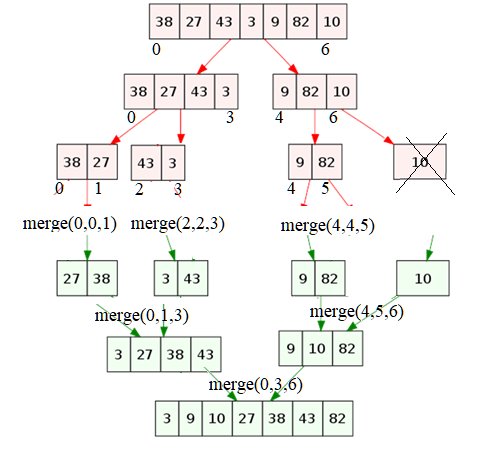 38 27 43 3 9 82 10
0 6
38 27 43 3 9 82 10
0 3 4 6
38 27 43 3 9 82 10
0 1 2 3 4 5
merge(0,0,1) merge(2,2,3) merge(4,4,5)
27 38 3 43 9 82 10
merge(0,1,3) merge(4,5,6)
3 27 38 43 9 10 82
merge(0,3,6)
3 9 10 27 38 43 82